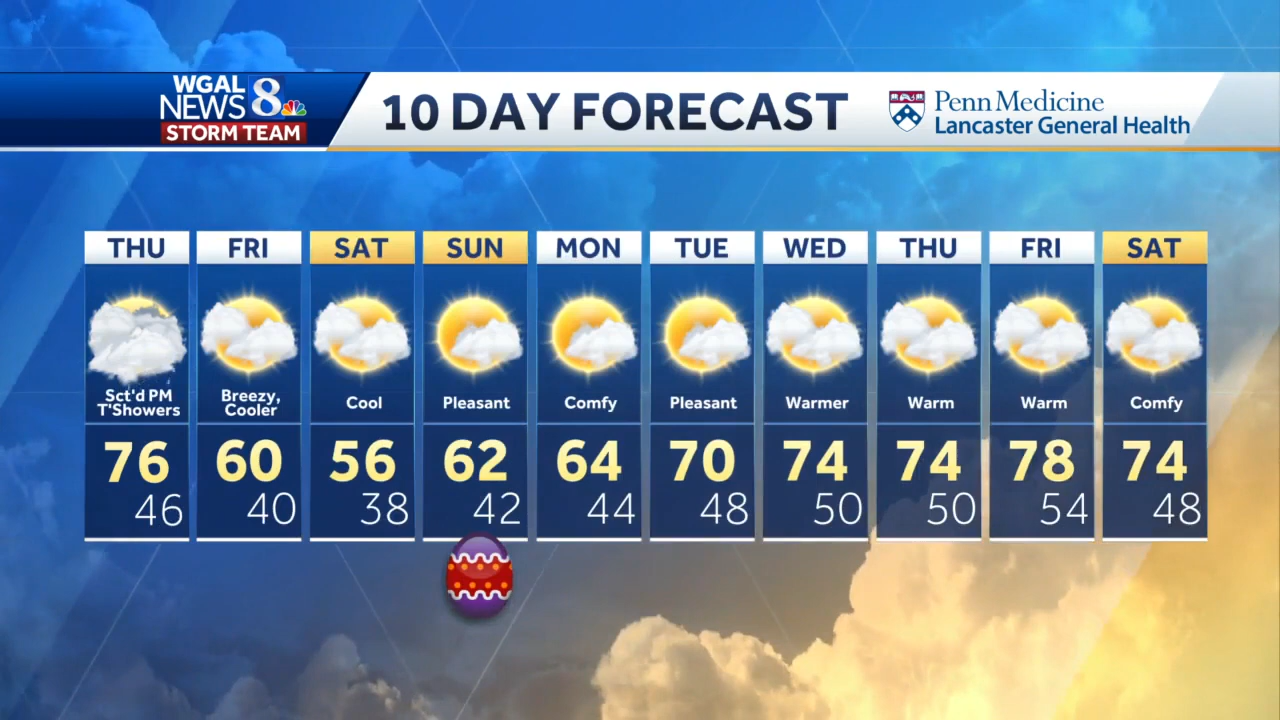 WGAL
NEWS 8
STORM TEAM
10 DAY FORECAST
Penn Medicine
Lancaster General Health
THU FRI SAT SUN MON TUE WED THU FRI SAT
Sct'd PM
T'Showers
Breezy,
Cooler
Cool
Pleasant
Comfy
Pleasant
Warmer
Warm
Warm
Comfy
76 60 56 62 64 70 74 74 78 74
46 40 38 42 44 48 50 50 54 48